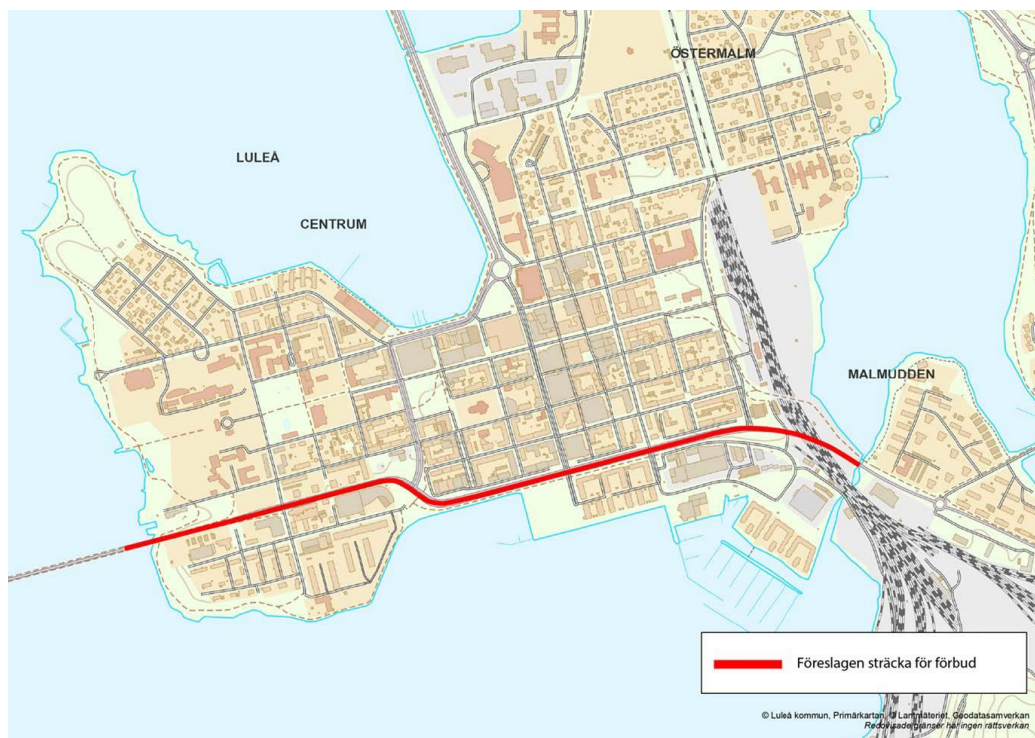 ÖSTERMALM
LULEÅ
CENTRUM
MALMUDDEN
Föreslagen sträcka för förbud
© Luleå kommun, Primärkartan, © Lantmäteriet, Geodatasamverkan
Redovisade gränser har ingen rättsverkan